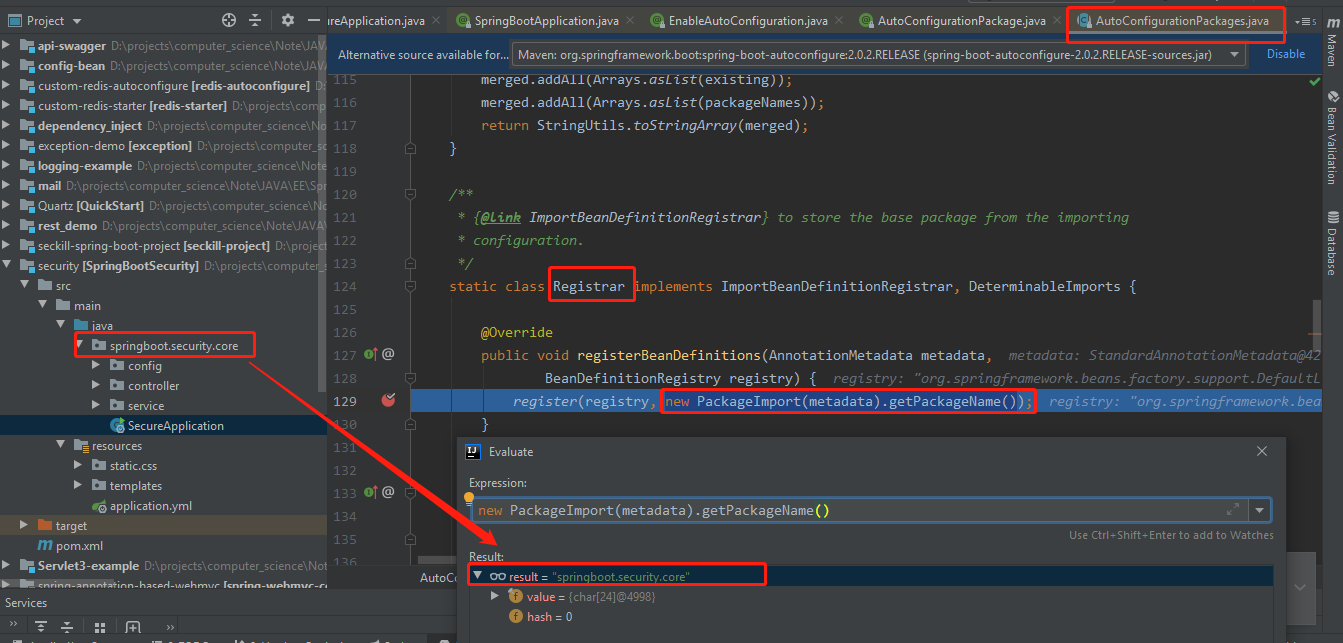 Project
ureApplication.java
SpringBootApplication.java
EnableAutoConfiguration.java
AutoConfigurationPackage.java
AutoConfigurationPackages.java
Alternative source available for...
Maven: org.springframework.boot:spring-boot-autoconfigure:2.0.2.RELEASE (spring-boot-autoconfigure-2.0.2.RELEASE-sources.jar)
Disable
api-swagger D:\projects\computer_science\Note\JAVA
config-bean D:\projects\computer_science\Note\JAV
custom-redis-autoconfigure [redis-autoconfigure]
custom-redis-starter [redis-starter] D:\projects\comp
dependency_inject D:\projects\computer_science\No
exception-demo [exception] D:\projects\computer_sc
logging-example D:\projects\computer_science\Note
mail D:\projects\computer_science\Note\JAVA\EE\Spr
Quartz [QuickStart] D:\projects\computer_science\No
rest_demo D:\projects\computer_science\Note\JAVA\
seckill-spring-boot-project [seckill-project] D:\project
security [SpringBootSecurity] D:\projects\computer_s
src
main
java
springboot.security.core
config
controller
service
SecureApplication
resources
static.css
templates
application.yml
target
pom.xml
Servlet3-example D:\projects\computer_science\Note
spring-annotation-based-webmvc [spring-webmvc-co
Services
115 merged.addAll(Arrays.asList(existing));
116 merged.addAll(Arrays.asList(packageNames));
117 return StringUtils.toStringArray(merged);
118 }
119
120 /**
121 * {@link ImportBeanDefinitionRegistrar} to store the base package from the importing
122 * configuration.
123 */
124 static class Registrar implements ImportBeanDefinitionRegistrar, DeterminableImports {
125
126 @Override
127 public void registerBeanDefinitions(AnnotationMetadata metadata, metadata: StandardAnnotationMetadata@42
128 BeanDefinitionRegistry registry) { registry: "org.springframework.beans.factory.support.DefaultL
129 register(registry, new PackageImport(metadata).getPackageName()); registry: "org.springframework.bea
130 }
131
132
133
134
135
136
AutoCo
Evaluate
Expression:
new PackageImport(metadata).getPackageName()
Use Ctrl+Shift+Enter to add to Watches
Result:
result = "springboot.security.core"
value = {char[24]@4998}
hash = 0
Maven
Bean Validation
Database